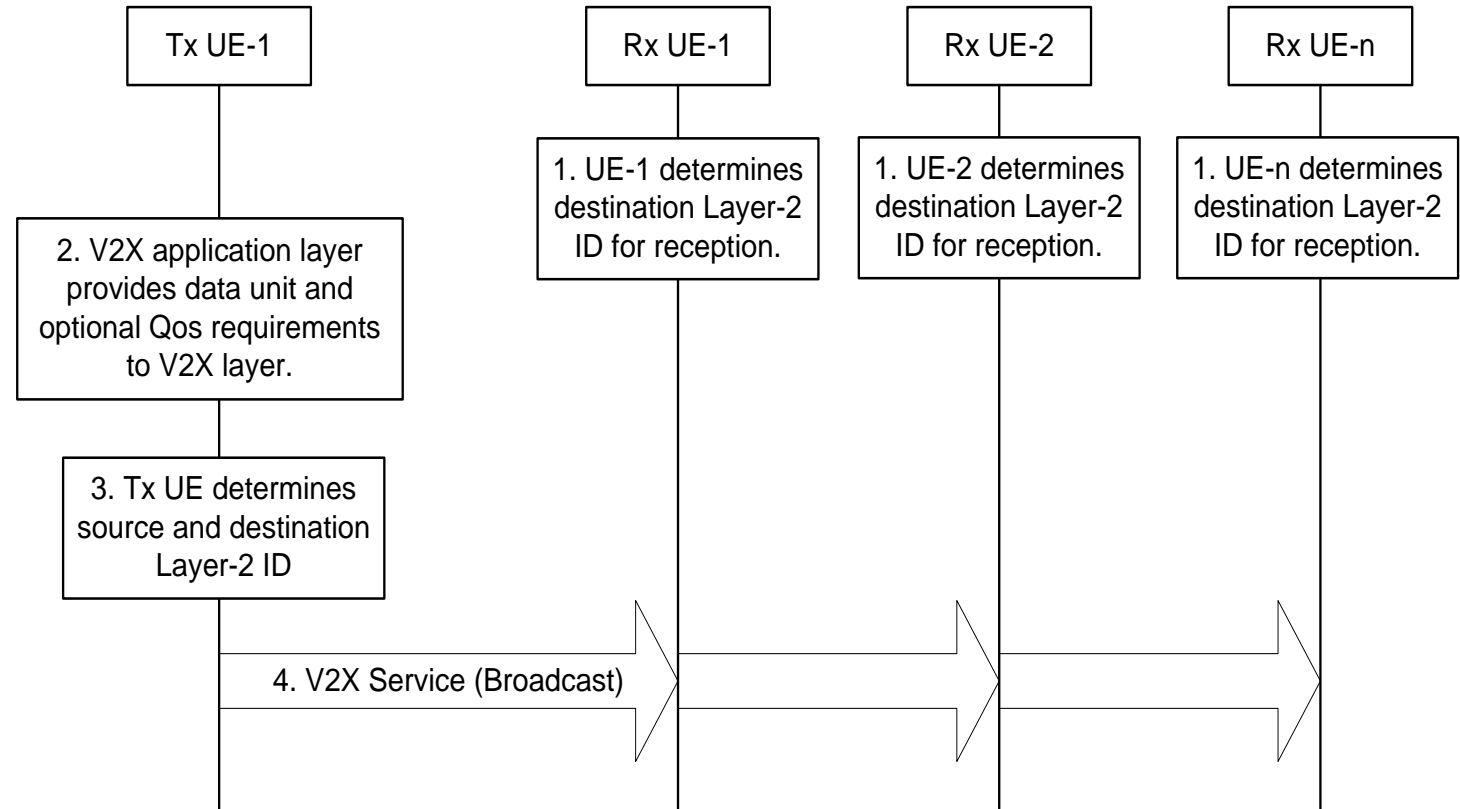 Tx UE-1
Rx UE-1
Rx UE-2
Rx UE-n
1. UE-1 determines
destination Layer-2
ID for reception.
1. UE-2 determines
destination Layer-2
ID for reception.
1. UE-n determines
destination Layer-2
ID for reception.
2. V2X application layer
provides data unit and
optional Qos requirements
to V2X layer.
3. Tx UE determines
source and destination
Layer-2 ID
4. V2X Service (Broadcast)